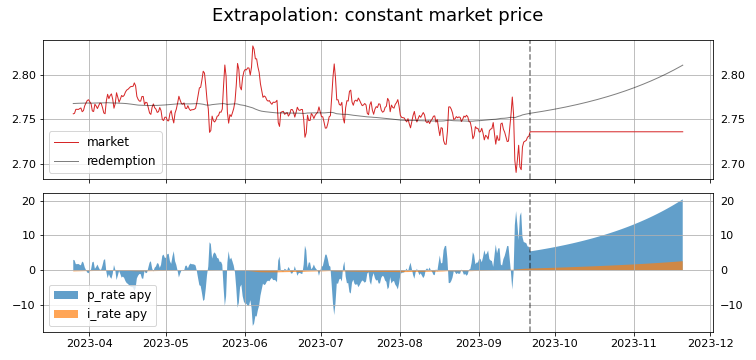 Extrapolation: constant market price
2.80 2.80
2.75 2.75
2.70 2.70
market
redemption
20 20
10 10
0 0
−10 −10
p_rate apy
i_rate apy
2023-04 2023-05 2023-06 2023-07 2023-08 2023-09 2023-10 2023-11 2023-12